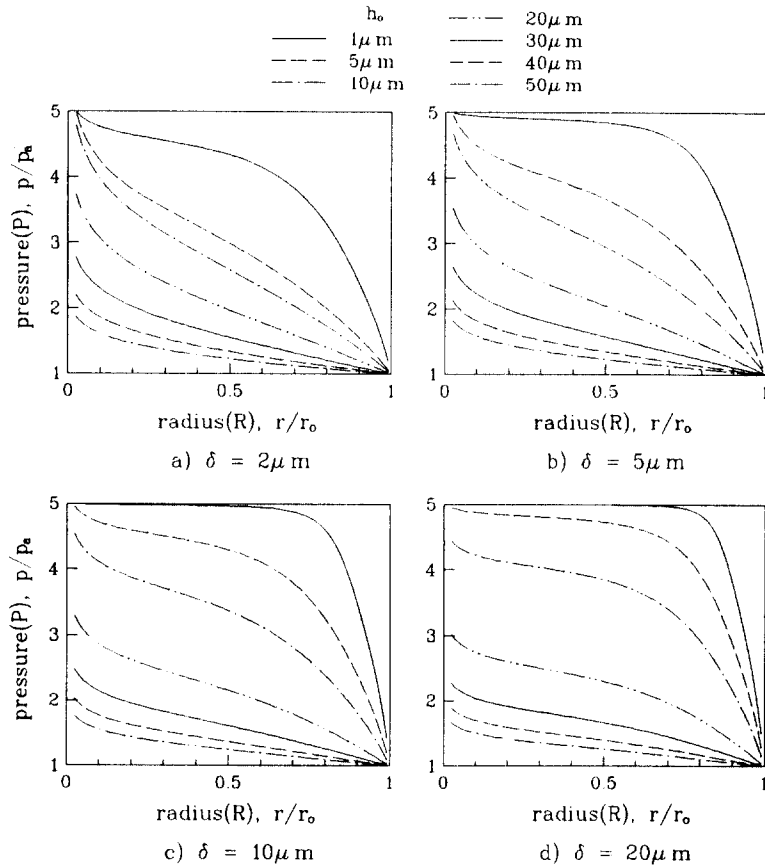 h₀
1μm
5μm
10μm
20μm
30μm
40μm
50μm
5
4
3
2
1
pressure(P), p/pₐ
0
0.5
1
radius(R), r/r₀
a) δ = 2μm
5
4
3
2
1
0
0.5
1
radius(R), r/r₀
b) δ = 5μm
5
4
3
2
1
pressure(P), p/pₐ
0
0.5
1
radius(R), r/r₀
c) δ = 10μm
5
4
3
2
1
0
0.5
1
radius(R), r/r₀
d) δ = 20μm